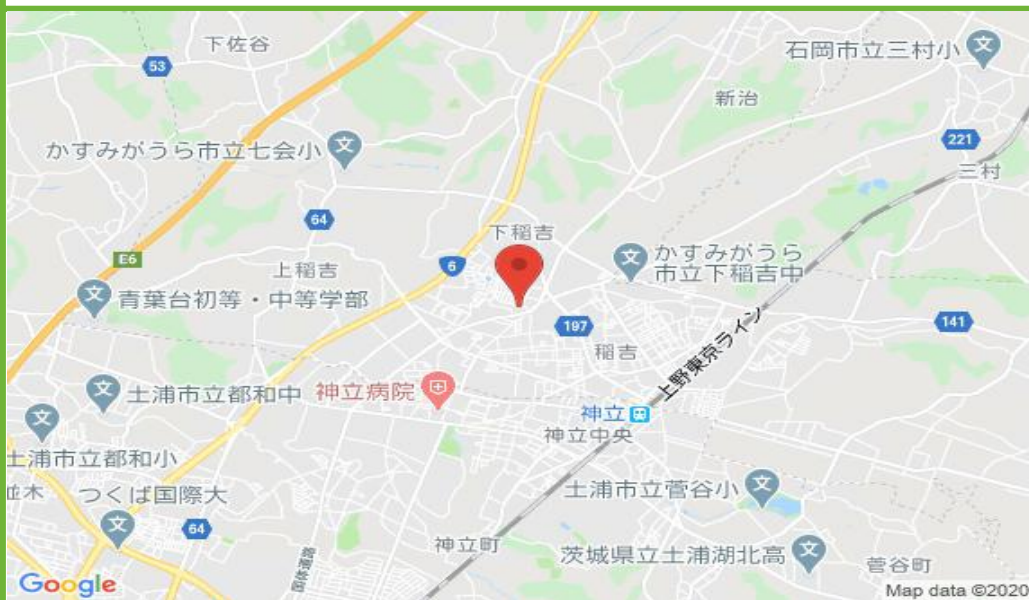 下佐谷
石岡市立三村小
53
新治
221
かすみがうら市立七会小
三村
64
下稲吉
かすみがうら
市立下稲吉中
E6
上稲吉
6
青葉台初等・中等学部
197
141
稲吉
上野東京ライン
土浦市立都和中
神立病院
神立
神立中央
土浦市立都和小
並木
つくば国際大
土浦市立菅谷小
64
神立町
国体道路
茨城県立土浦湖北高
菅谷町
Google
Map data ©2020